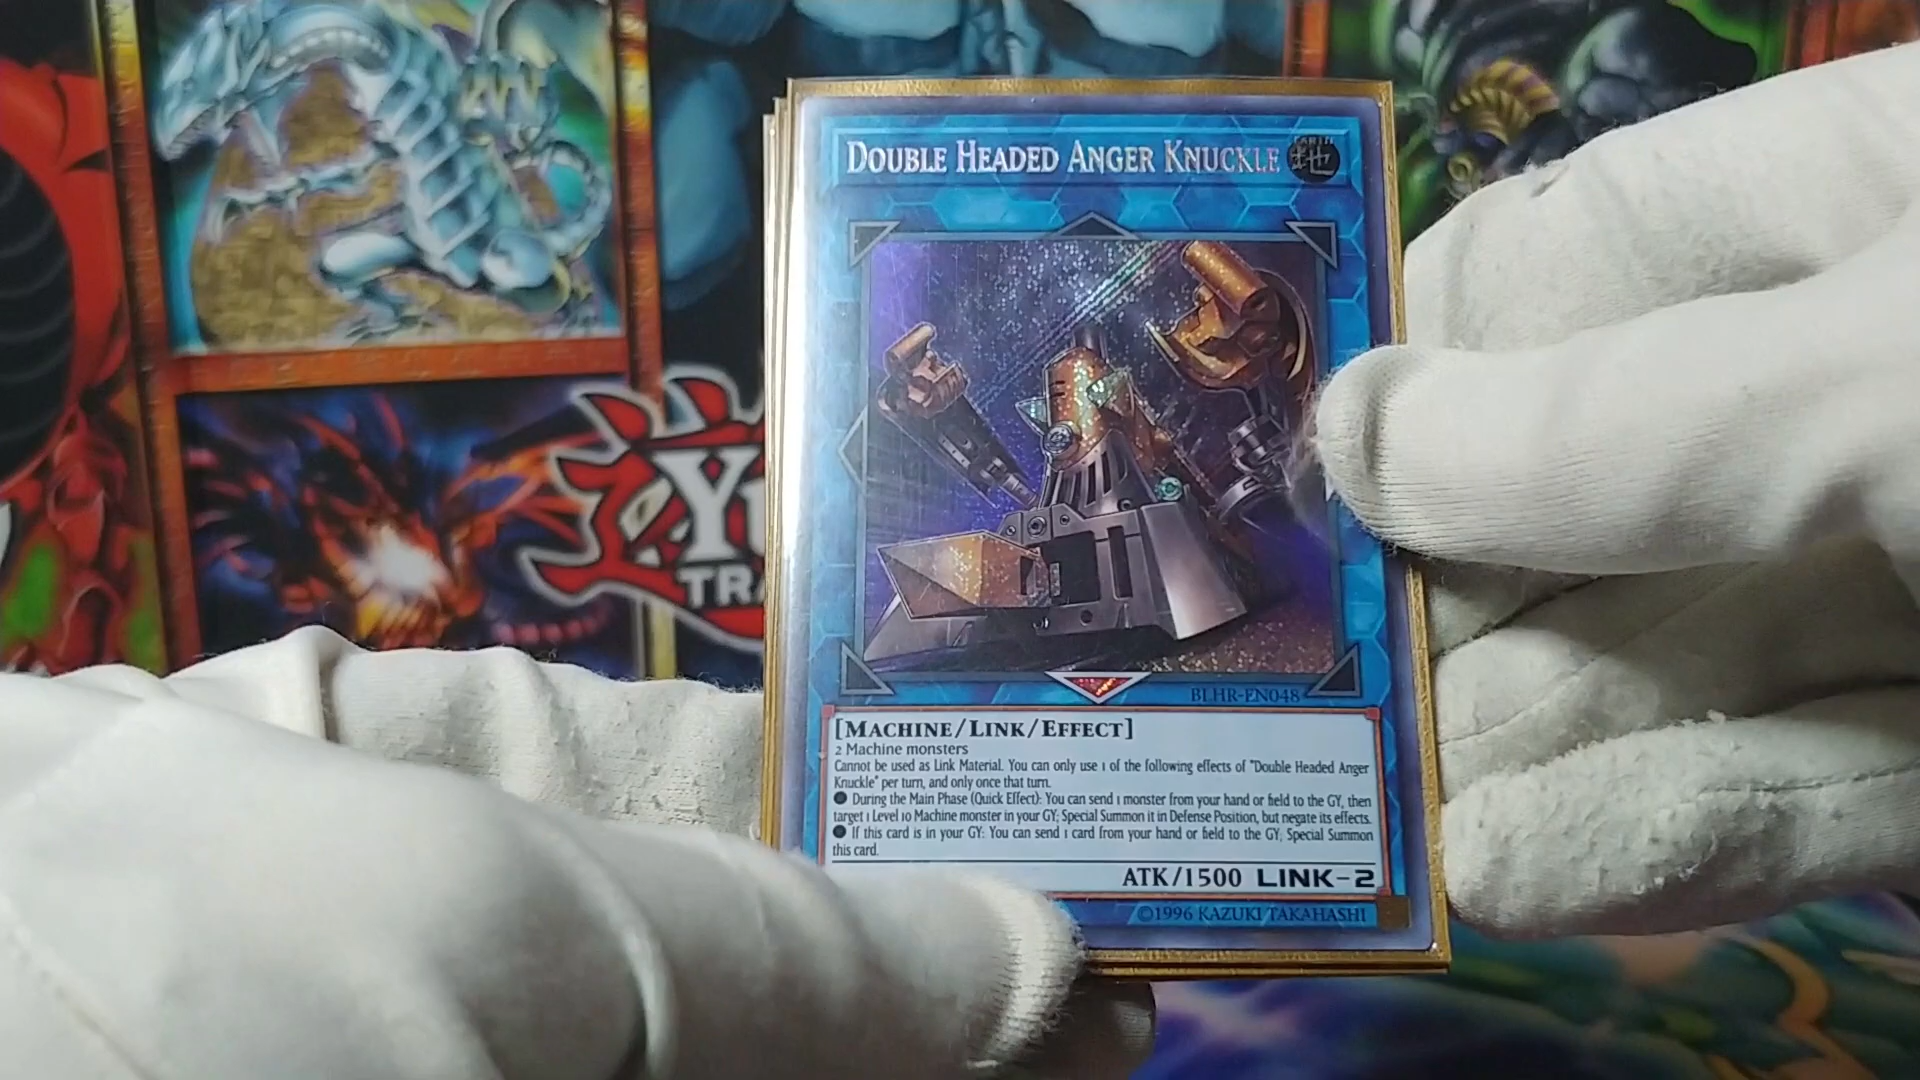 DOUBLE HEADED ANGER KNUCKLE
EARTH
地
BLHR-EN048
[MACHINE/LINK/EFFECT]
2 Machine monsters
Cannot be used as Link Material. You can only use 1 of the following effects of "Double Headed Anger
Knuckle" per turn, and only once that turn.
● During the Main Phase (Quick Effect): You can send 1 monster from your hand or field to the GY, then
target 1 Level 10 Machine monster in your GY; Special Summon it in Defense Position, but negate its effects.
● If this card is in your GY: You can send 1 card from your hand or field to the GY; Special Summon
this card.
ATK/1500 LINK-2
©1996 KAZUKI TAKAHASHI